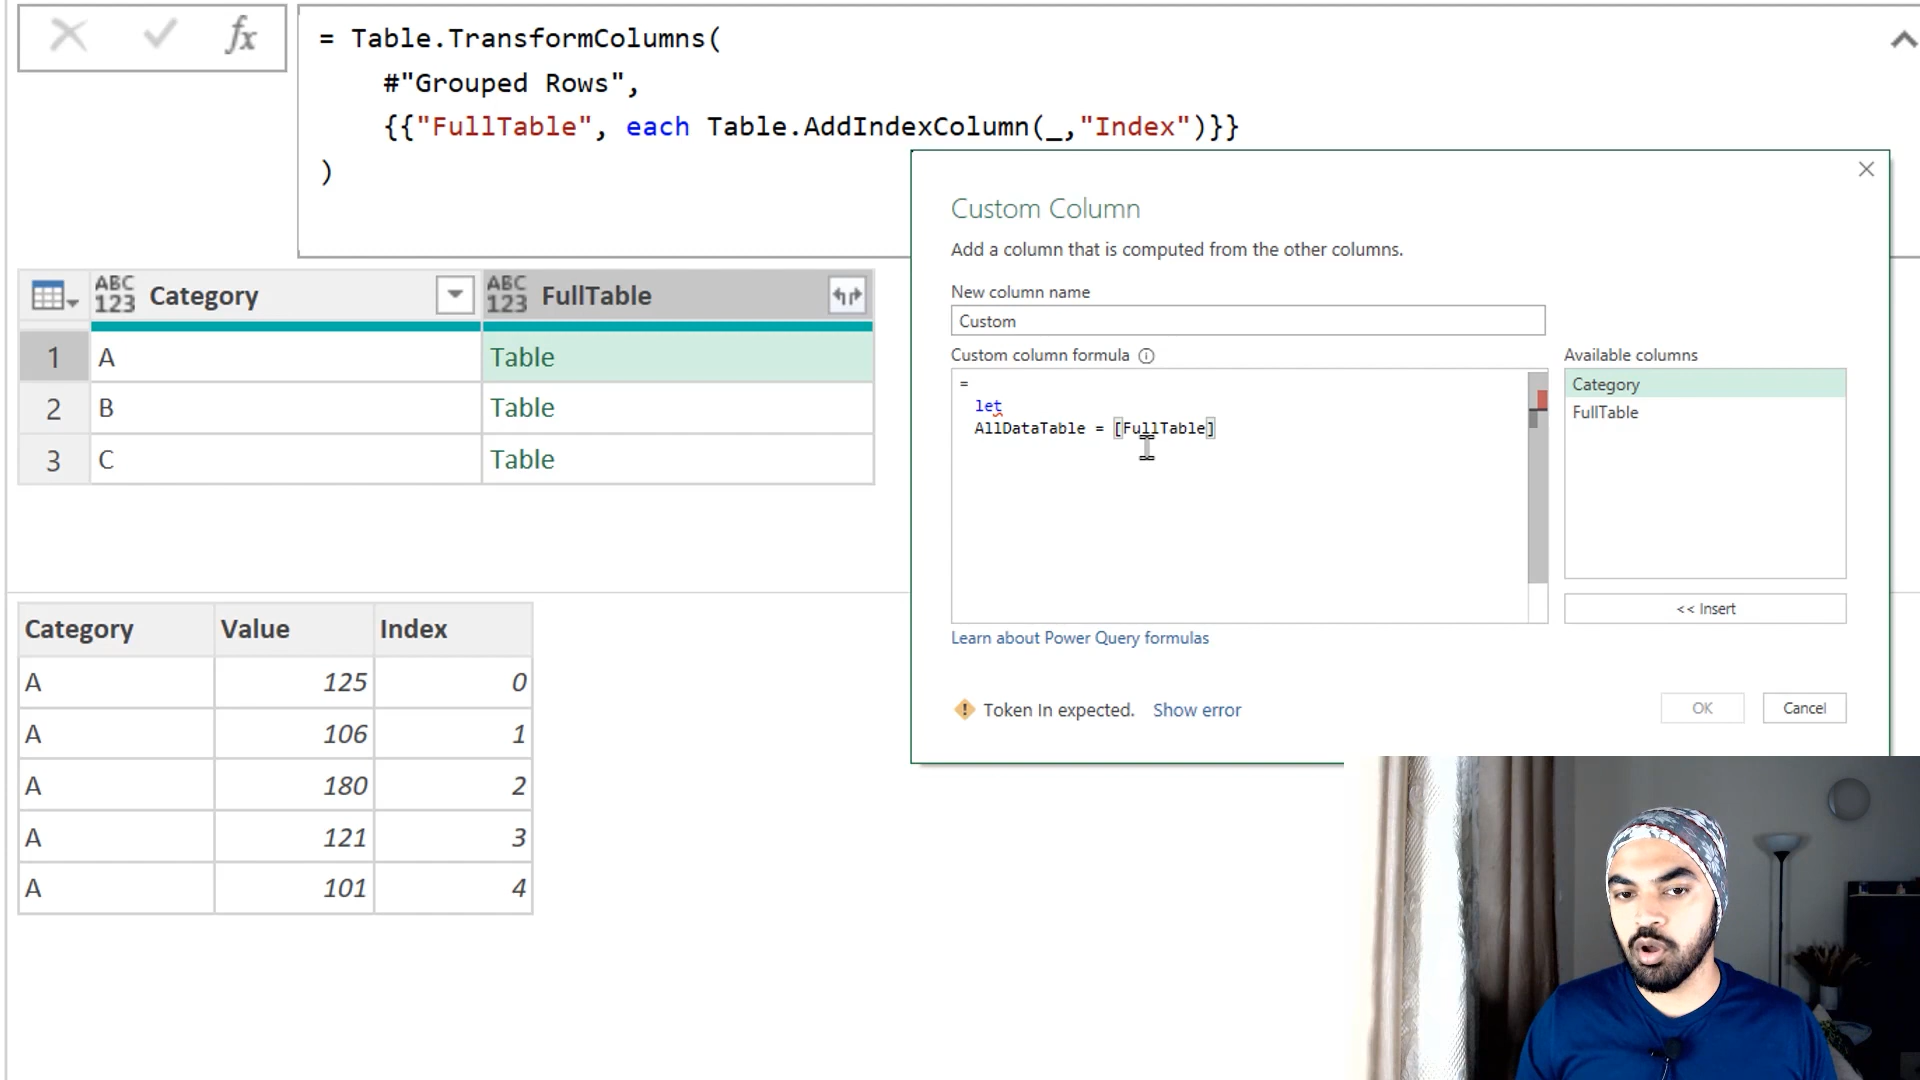 fx
= Table.TransformColumns(
#"Grouped Rows",
{{"FullTable", each Table.AddIndexColumn(_,"Index")}}
)
ABC 123 Category ABC 123 FullTable
1 A Table
2 B Table
3 C Table
Category Value Index
A 125 0
A 106 1
A 180 2
A 121 3
A 101 4
Custom Column
Add a column that is computed from the other columns.
New column name
Custom
Custom column formula
=
let
AllDataTable = [FullTable]
Available columns
Category
FullTable
<< Insert
Learn about Power Query formulas
Token In expected. Show error
OK Cancel